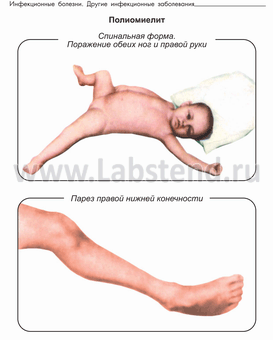 Инфекционные болезни. Другие инфекционные заболевания
Полиомиелит
Спинальная форма.
Поражение обеих ног и правой руки
www.Labstend.ru
Парез правой нижней конечности